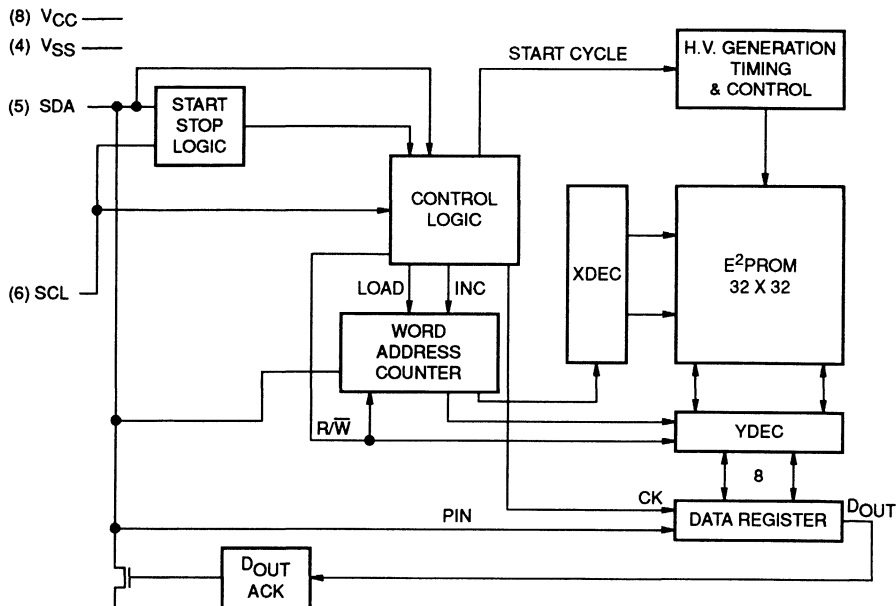 (8) VCC
(4) VSS
(5) SDA
(6) SCL
START
STOP
LOGIC
START CYCLE
H.V. GENERATION
TIMING
& CONTROL
CONTROL
LOGIC
LOAD
INC
XDEC
E²PROM
32 X 32
WORD
ADDRESS
COUNTER
R/W̅
YDEC
8
CK
PIN
DATA REGISTER
DOUT
DOUT
ACK